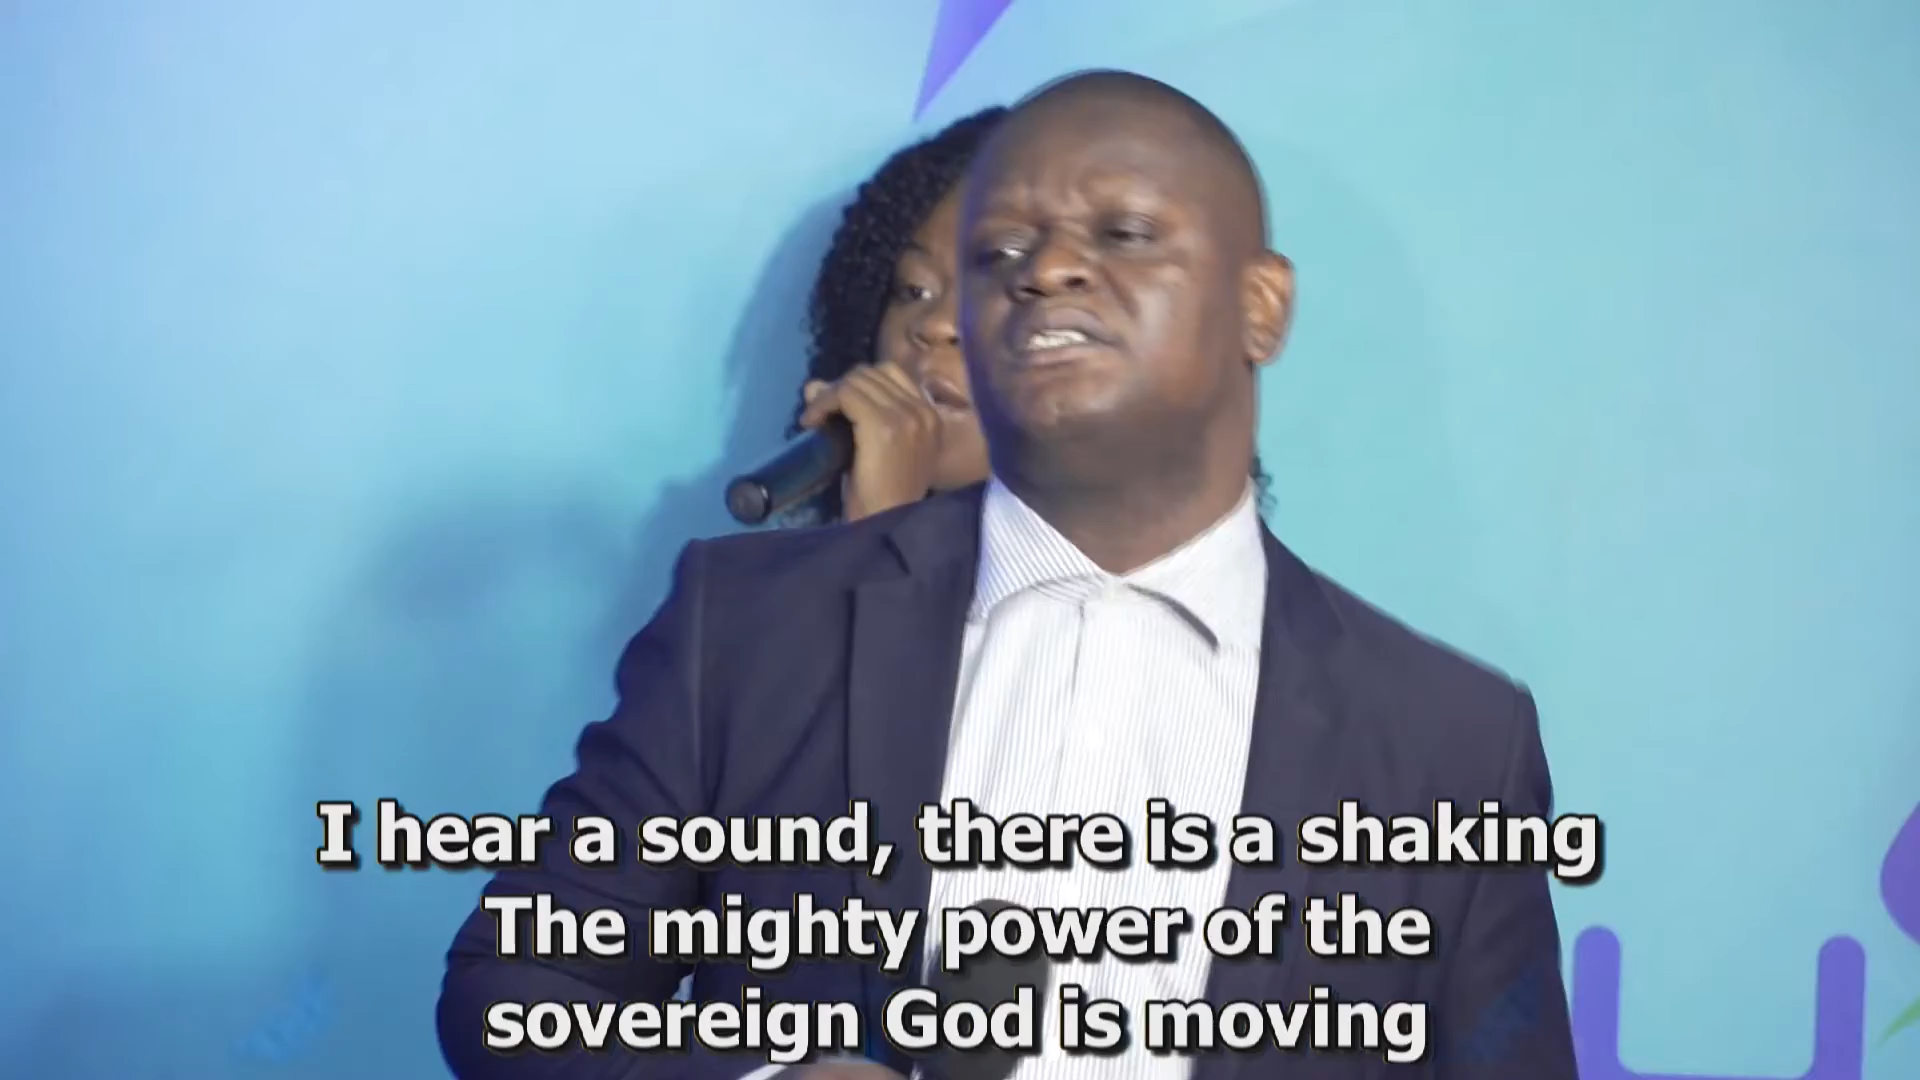 I hear a sound, there is a shaking
The mighty power of the
sovereign God is moving